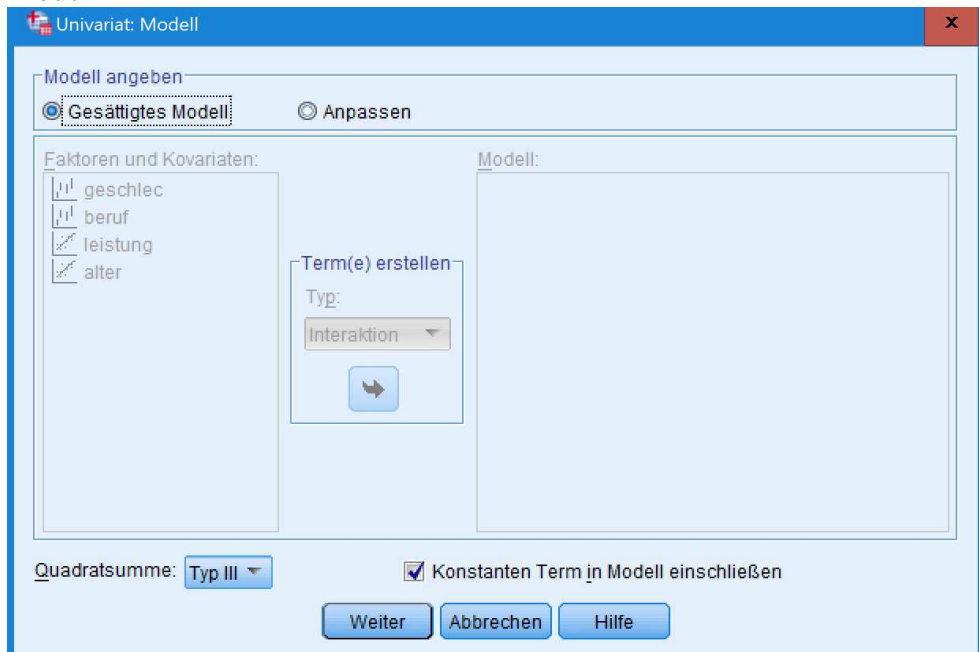 Univariat: Modell
x
Modell angeben
Gesättigtes Modell
Anpassen
Faktoren und Kovariaten:
Modell:
geschlec
beruf
leistung
alter
Term(e) erstellen
Typ:
Interaktion
Quadratsumme:
Typ III
Konstanten Term in Modell einschließen
Weiter
Abbrechen
Hilfe